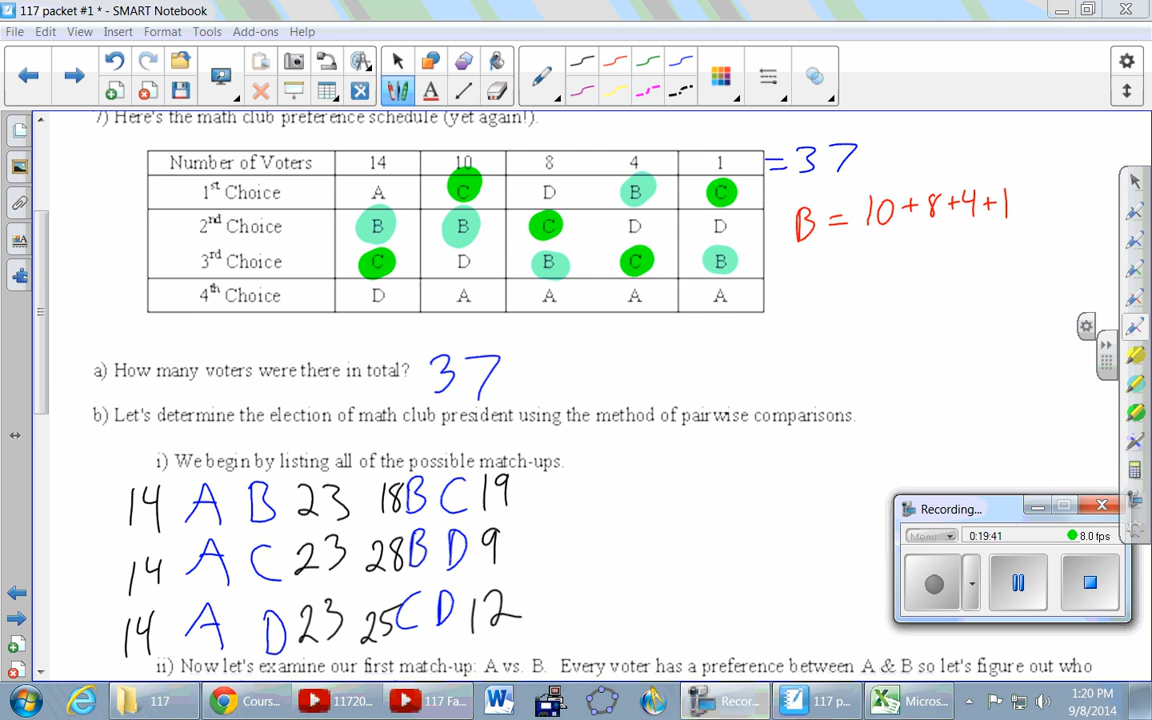 117 packet #1 * - SMART Notebook
File Edit View Insert Format Tools Add-ons Help
7) Here's the math club preference schedule (yet again!).
Number of Voters 14 10 8 4 1 = 37
1st Choice A C D B C
B = 10+8+4+1
2nd Choice B B C D D
3rd Choice C D B C B
4th Choice D A A A A
a) How many voters were there in total? 37
b) Let's determine the election of math club president using the method of pairwise comparisons.
i) We begin by listing all of the possible match-ups.
14 A B 23 18 B C 19
14 A C 23 28 B D 9
14 A D 23 25 C D 12
ii) Now let's examine our first match-up: A vs. B. Every voter has a preference between A & B so let's figure out who
Recording...
Menu 0:19:41 8.0 fps
117 Cours... 11720... 117 Fa... Recor... 117 p... Micros... 1:20 PM
9/8/2014